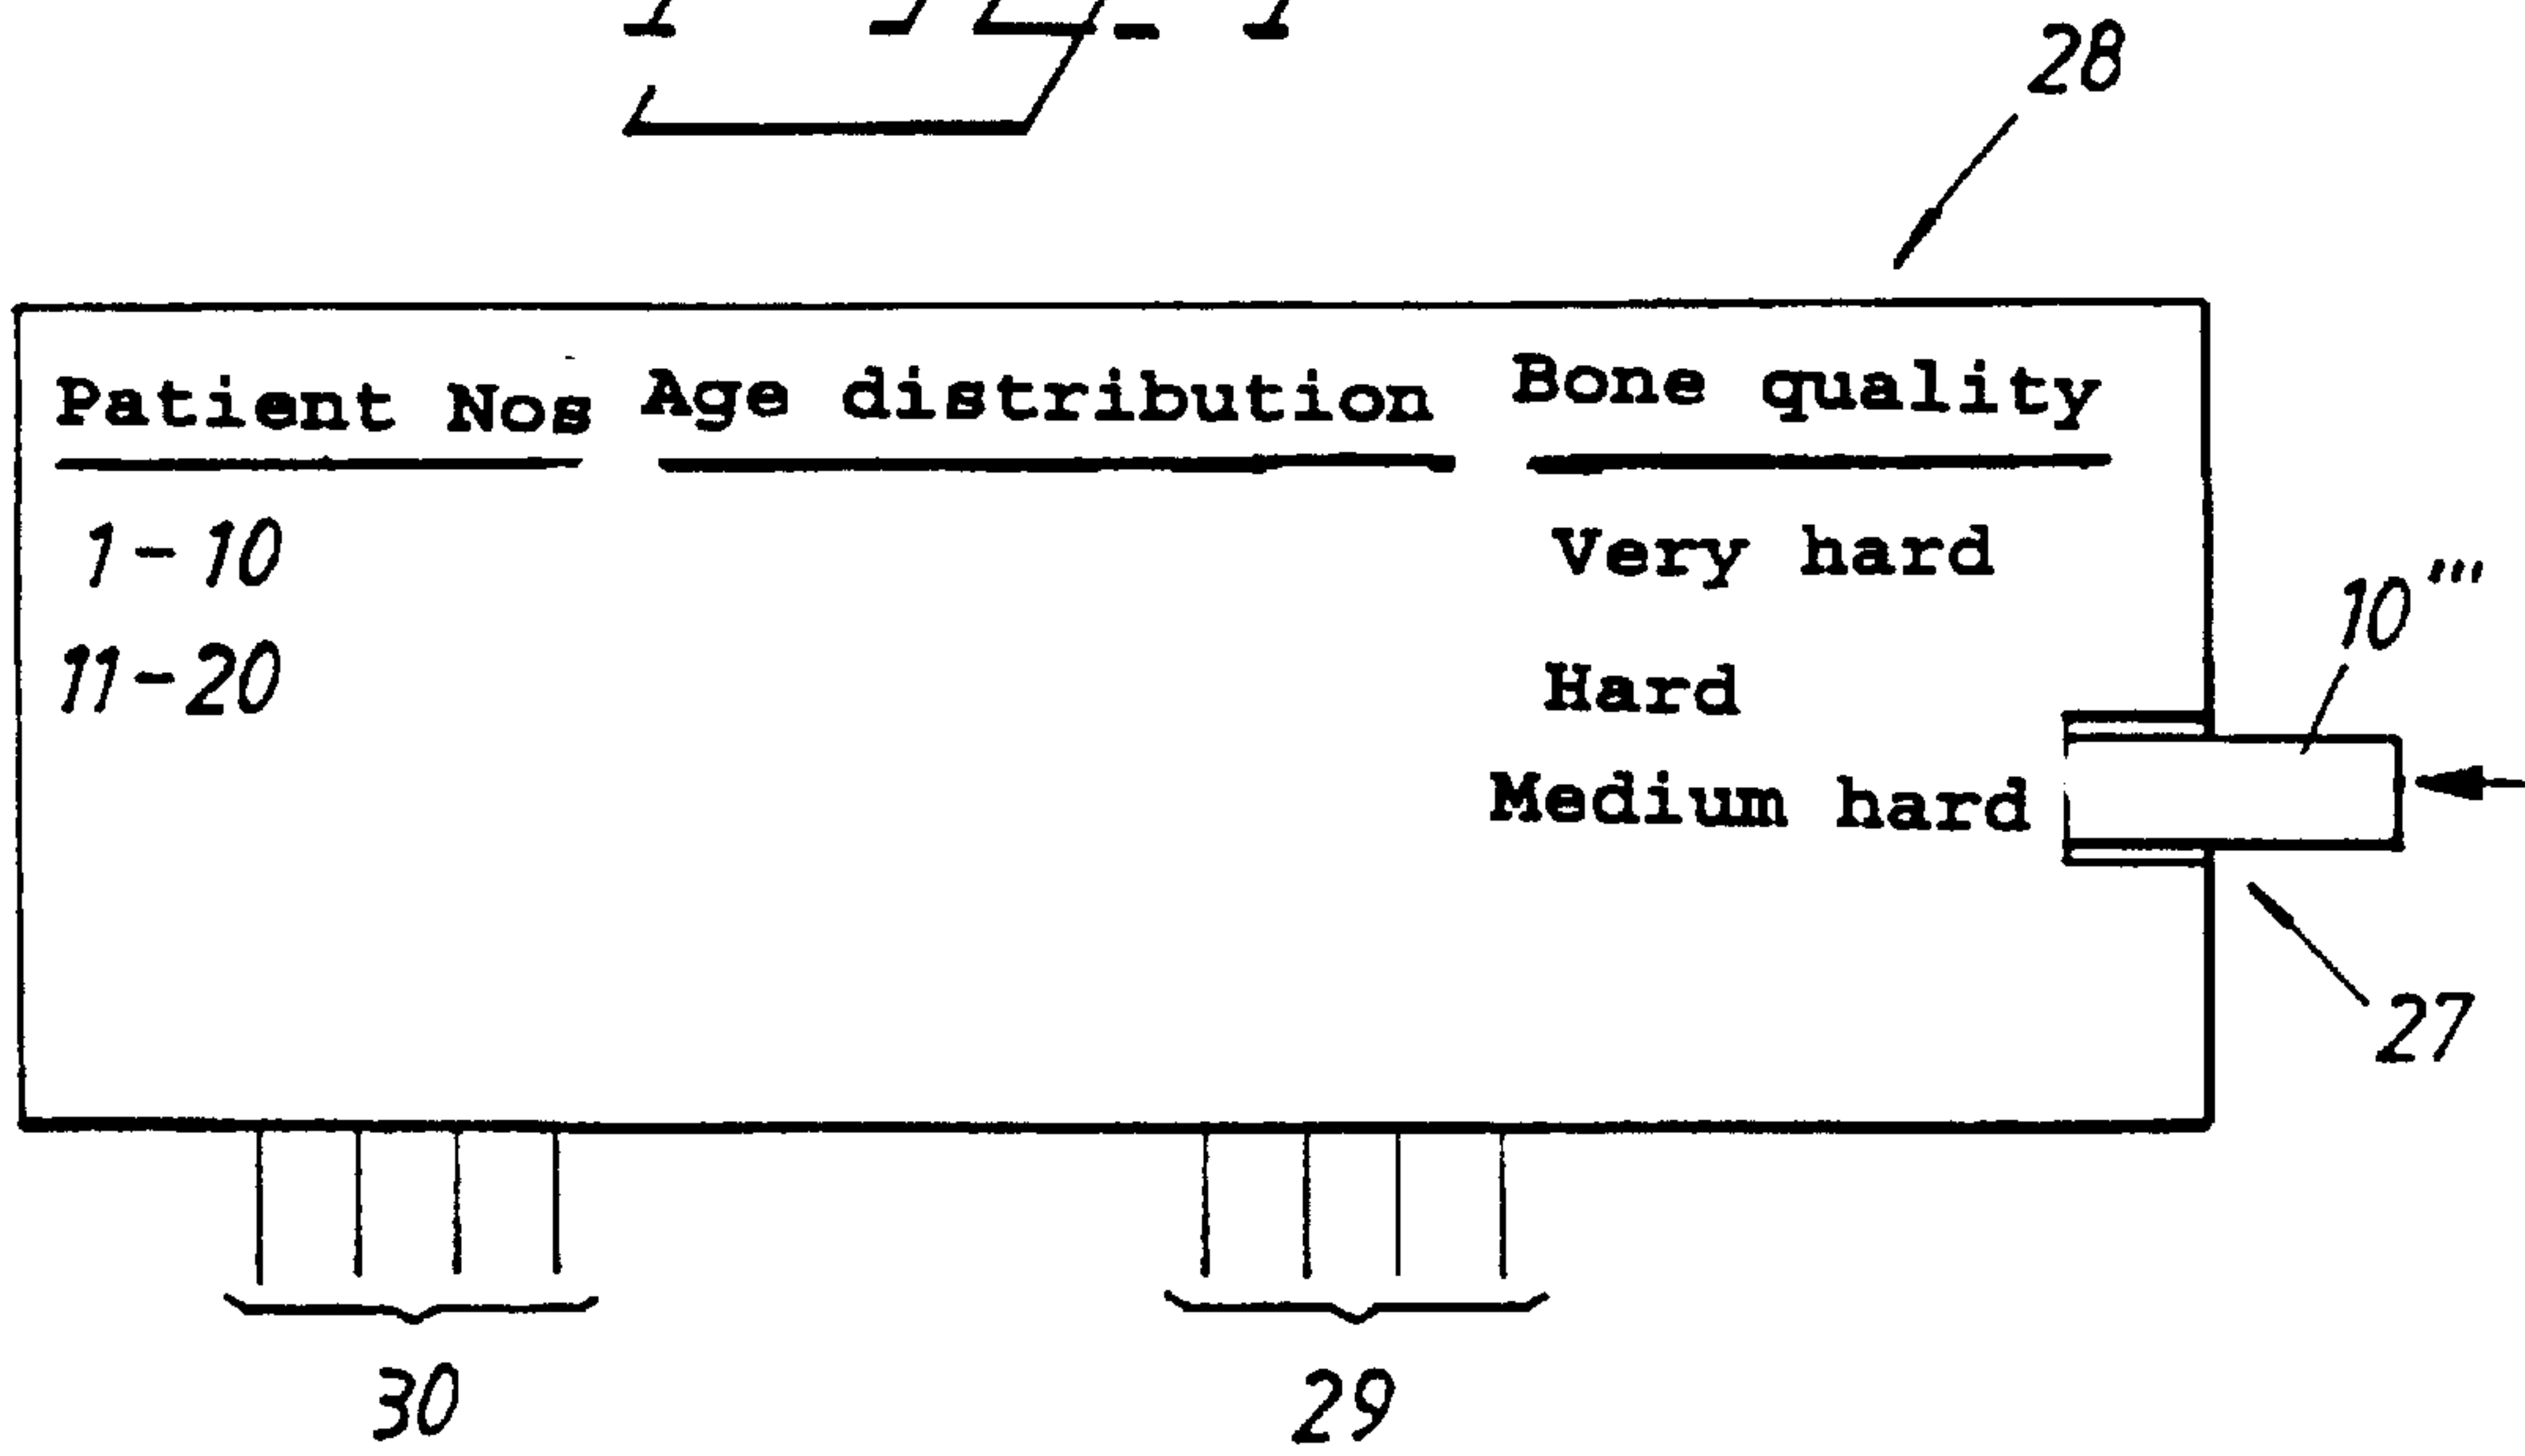 28
Patient Nos Age distribution Bone quality
1-10 Very hard
11-20 Hard
10'''
Medium hard
27
30 29